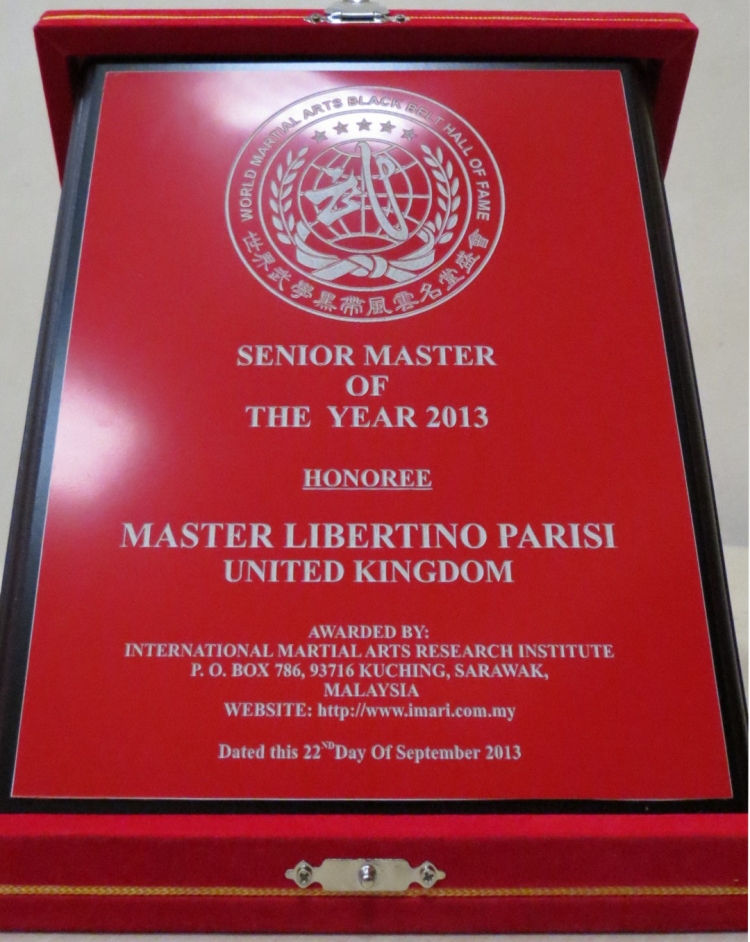 WORLD MARTIAL ARTS BLACK BELT HALL OF FAME
武
世界武學黑帶風雲名堂盛會
SENIOR MASTER
OF
THE YEAR 2013
HONOREE
MASTER LIBERTINO PARISI
UNITED KINGDOM
AWARDED BY:
INTERNATIONAL MARTIAL ARTS RESEARCH INSTITUTE
P. O. BOX 786, 93716 KUCHING, SARAWAK,
MALAYSIA
WEBSITE: http://www.imari.com.my
Dated this 22ND Day Of September 2013